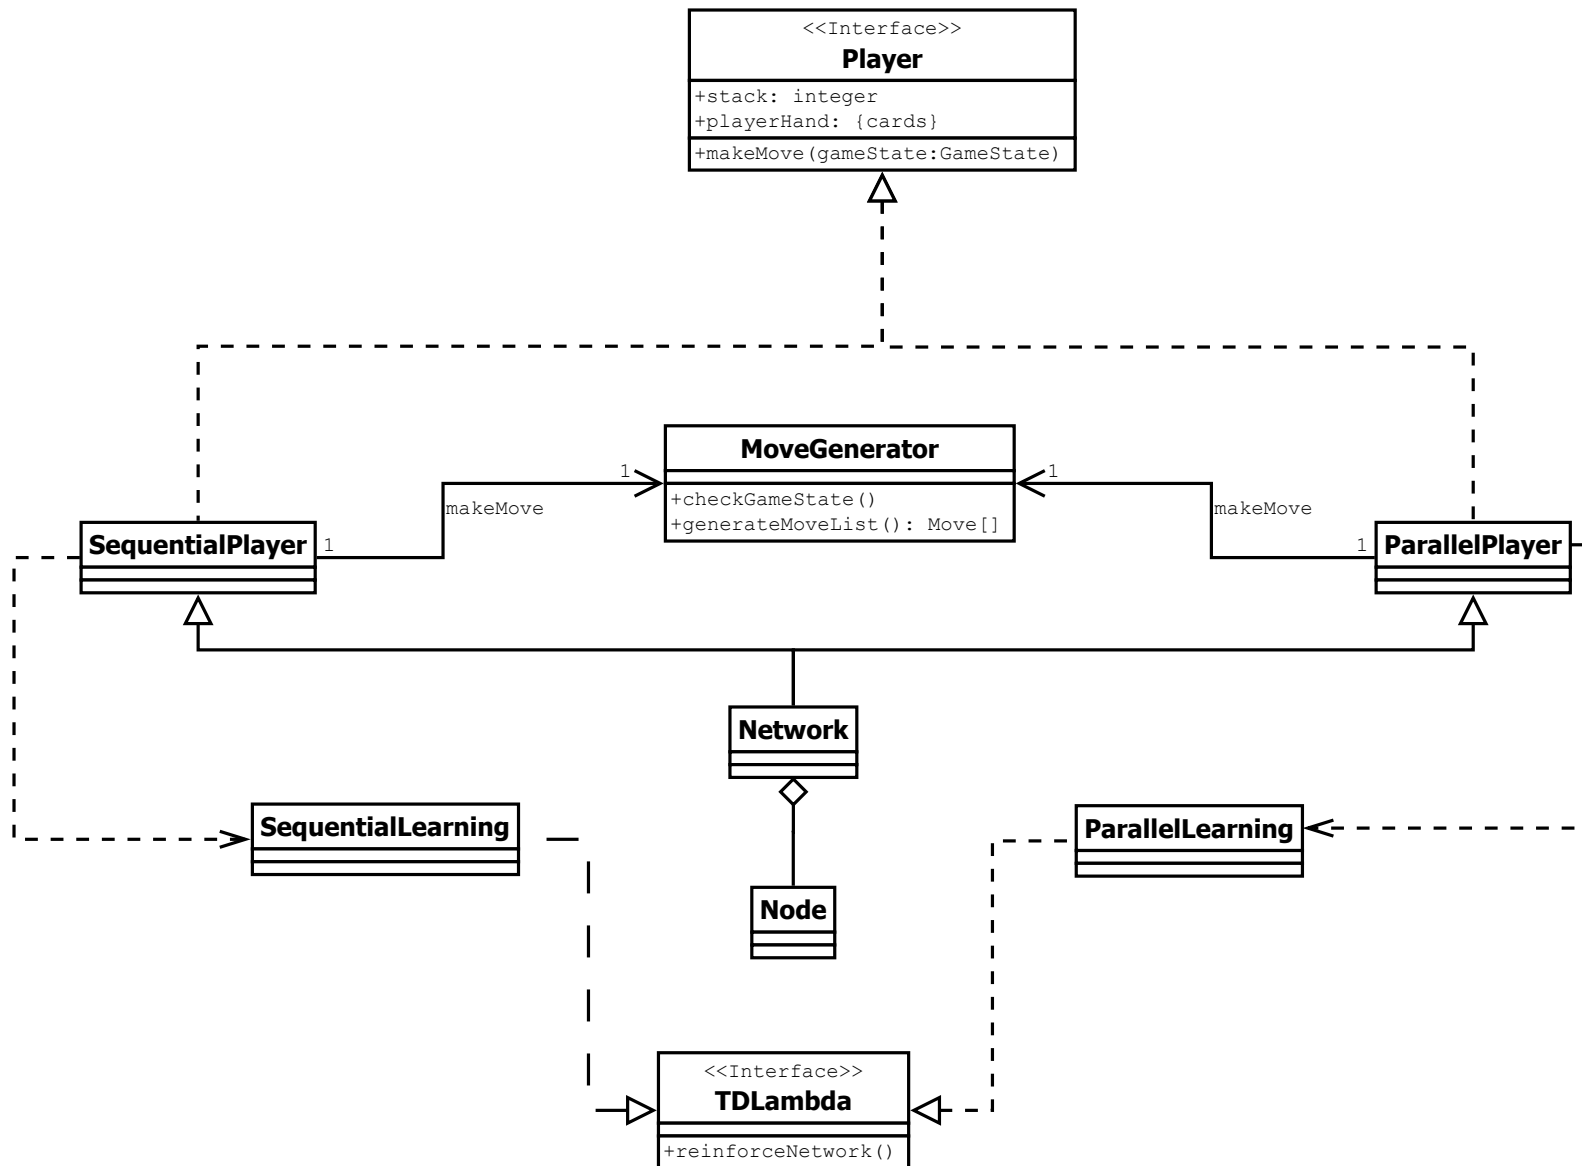 <<Interface>>
Player
+stack: integer
+playerHand: {cards}
+makeMove(gameState:GameState)
MoveGenerator
+checkGameState()
+generateMoveList(): Move[]
1
1
makeMove
makeMove
SequentialPlayer
1
1
ParallelPlayer
Network
SequentialLearning
ParallelLearning
Node
<<Interface>>
TDLambda
+reinforceNetwork()